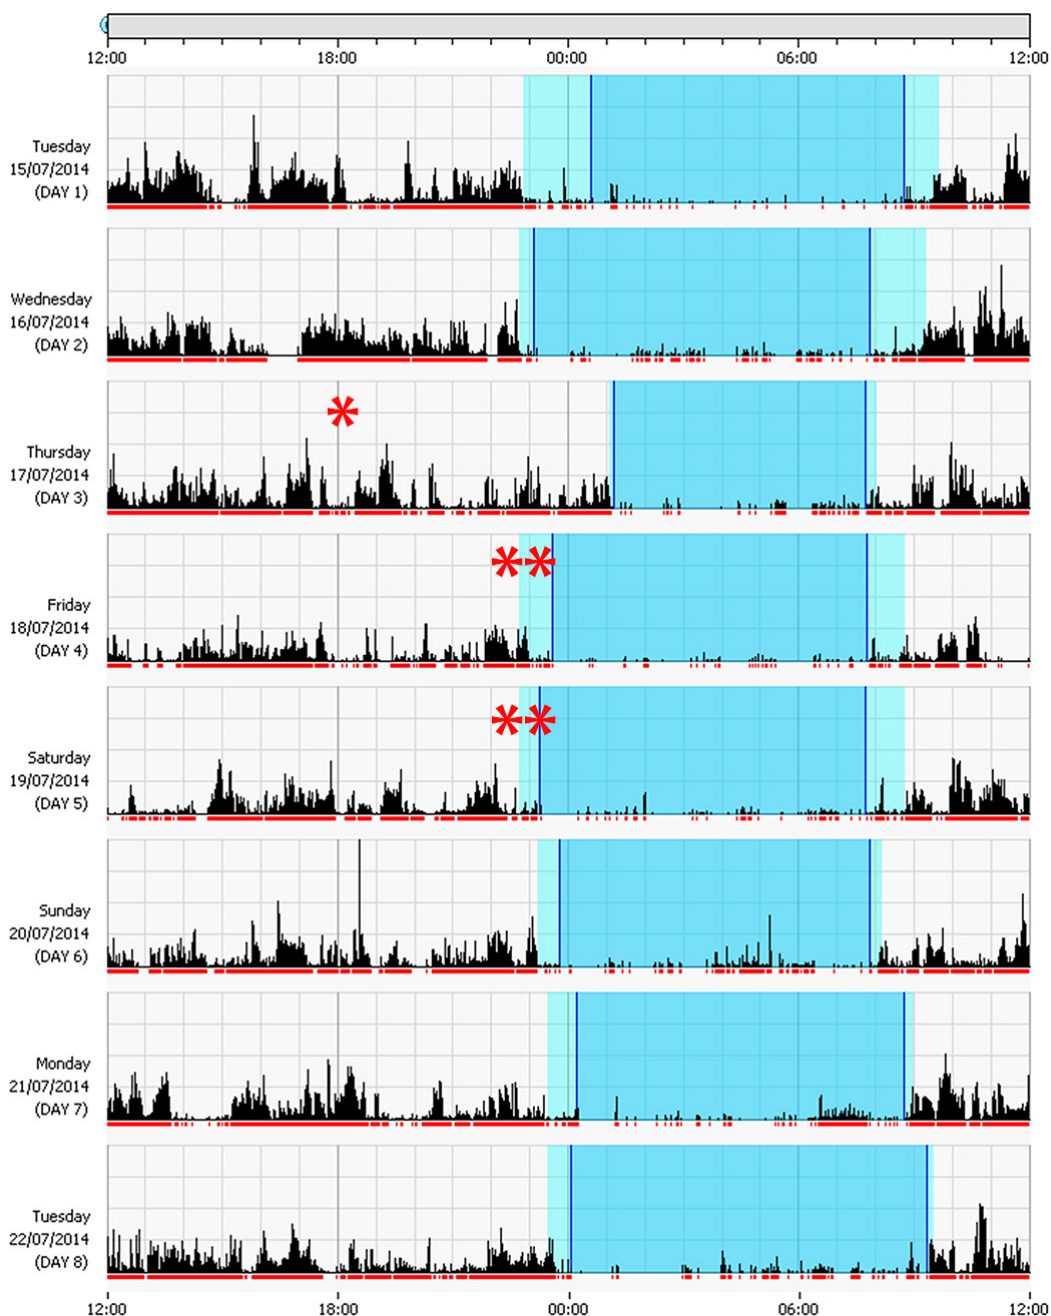 12:00 18:00 00:00 06:00 12:00
Tuesday
15/07/2014
(DAY 1)
Wednesday
16/07/2014
(DAY 2)
*
Thursday
17/07/2014
(DAY 3)
**
Friday
18/07/2014
(DAY 4)
**
Saturday
19/07/2014
(DAY 5)
Sunday
20/07/2014
(DAY 6)
Monday
21/07/2014
(DAY 7)
Tuesday
22/07/2014
(DAY 8)
12:00 18:00 00:00 06:00 12:00